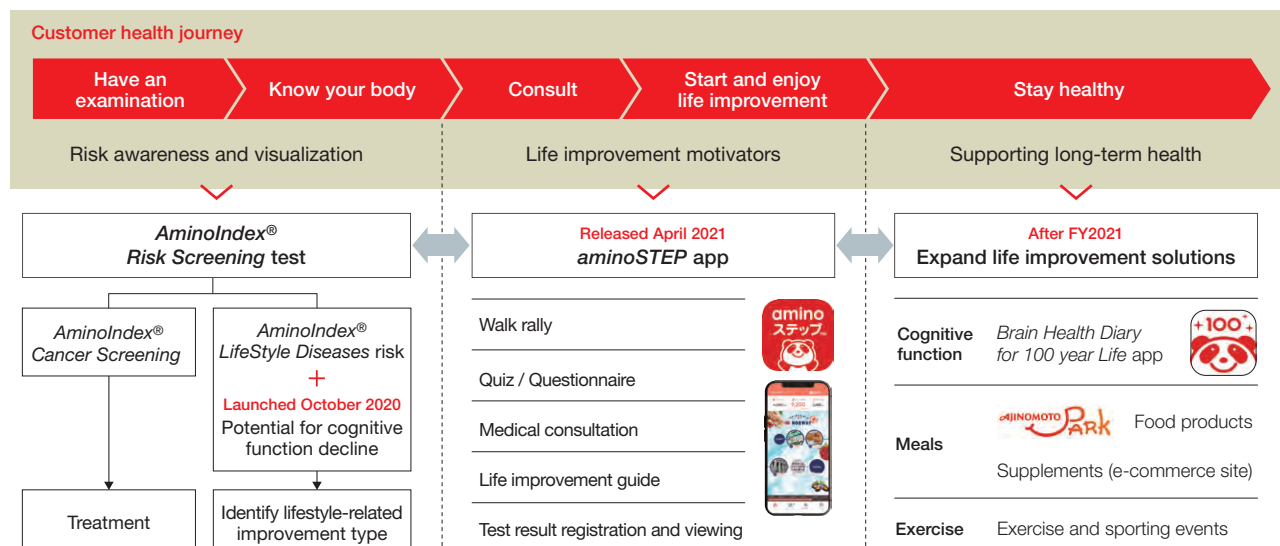 Customer health journey
Have an
examination
Know your body
Consult
Start and enjoy
life improvement
Stay healthy
Risk awareness and visualization
Life improvement motivators
Supporting long-term health
AminoIndex®
Risk Screening test
AminoIndex®
Cancer Screening
Treatment
AminoIndex®
LifeStyle Diseases risk
+
Launched October 2020
Potential for cognitive
function decline
Identify lifestyle-related
improvement type
Released April 2021
aminoSTEP app
Walk rally
Quiz / Questionnaire
Medical consultation
Life improvement guide
Test result registration and viewing
amino
ステップ
After FY2021
Expand life improvement solutions
Cognitive
function
Brain Health Diary
for 100 year Life app
+100+
Meals
AJINOMOTO PARK
Food products
Supplements (e-commerce site)
Exercise
Exercise and sporting events